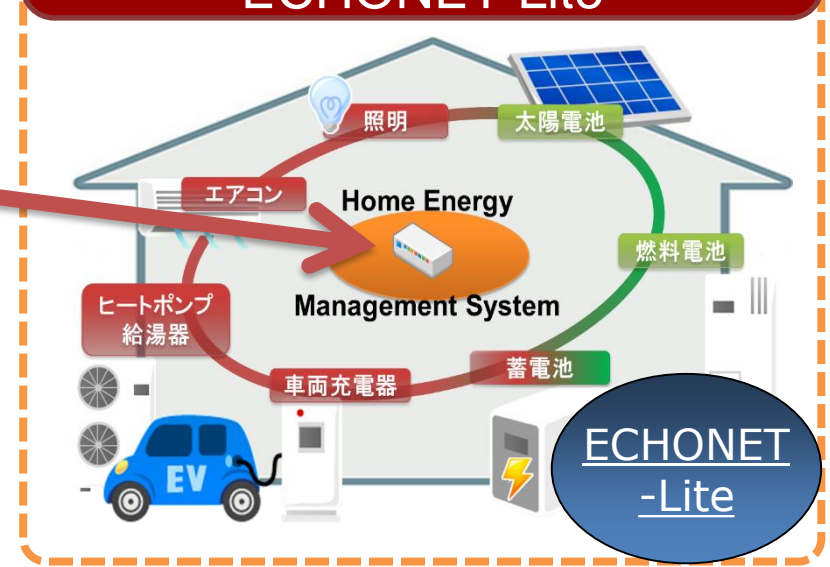 ECHONET-Lite
照明
太陽電池
エアコン
Home Energy
燃料電池
ヒートポンプ
給湯器
Management System
蓄電池
車両充電器
EV
ECHONET
-Lite